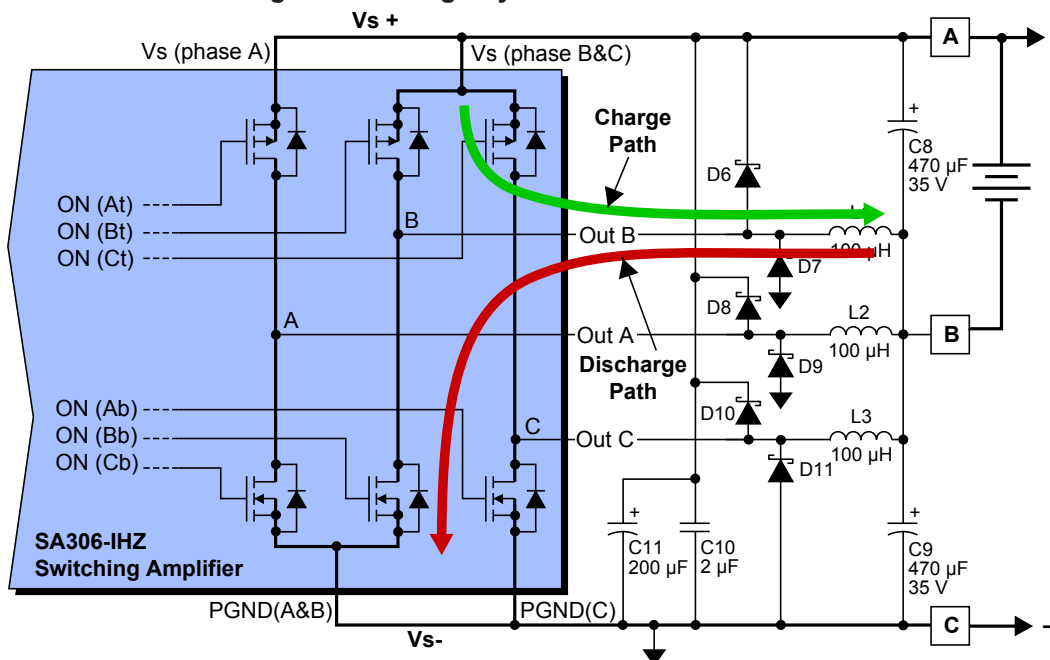 Vs +
Vs (phase A)
Vs (phase B&C)
A
Charge
Path
+
C8
470 µF
35 V
D6
ON (At)
ON (Bt)
ON (Ct)
B
Out B
100 µH
D7
D8
L2
A
Out A
100 µH
B
Discharge
Path
D9
ON (Ab)
ON (Bb)
ON (Cb)
D10
L3
C
Out C
100 µH
D11
+
C11
200 µF
C10
2 µF
+
C9
470 µF
35 V
SA306-IHZ
Switching Amplifier
PGND(A&B)
PGND(C)
Vs-
C
–